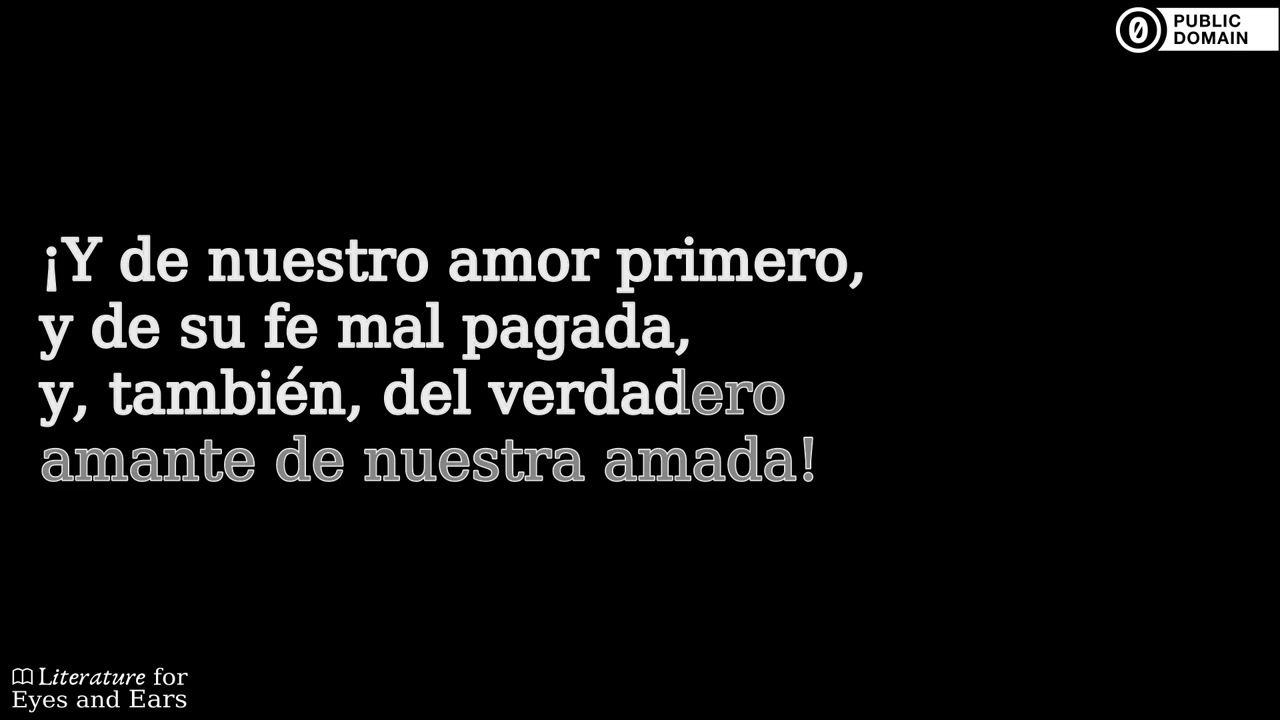 PUBLIC
DOMAIN
¡Y de nuestro amor primero,
y de su fe mal pagada,
y, también, del verdadero
amante de nuestra amada!
Literature for
Eyes and Ears